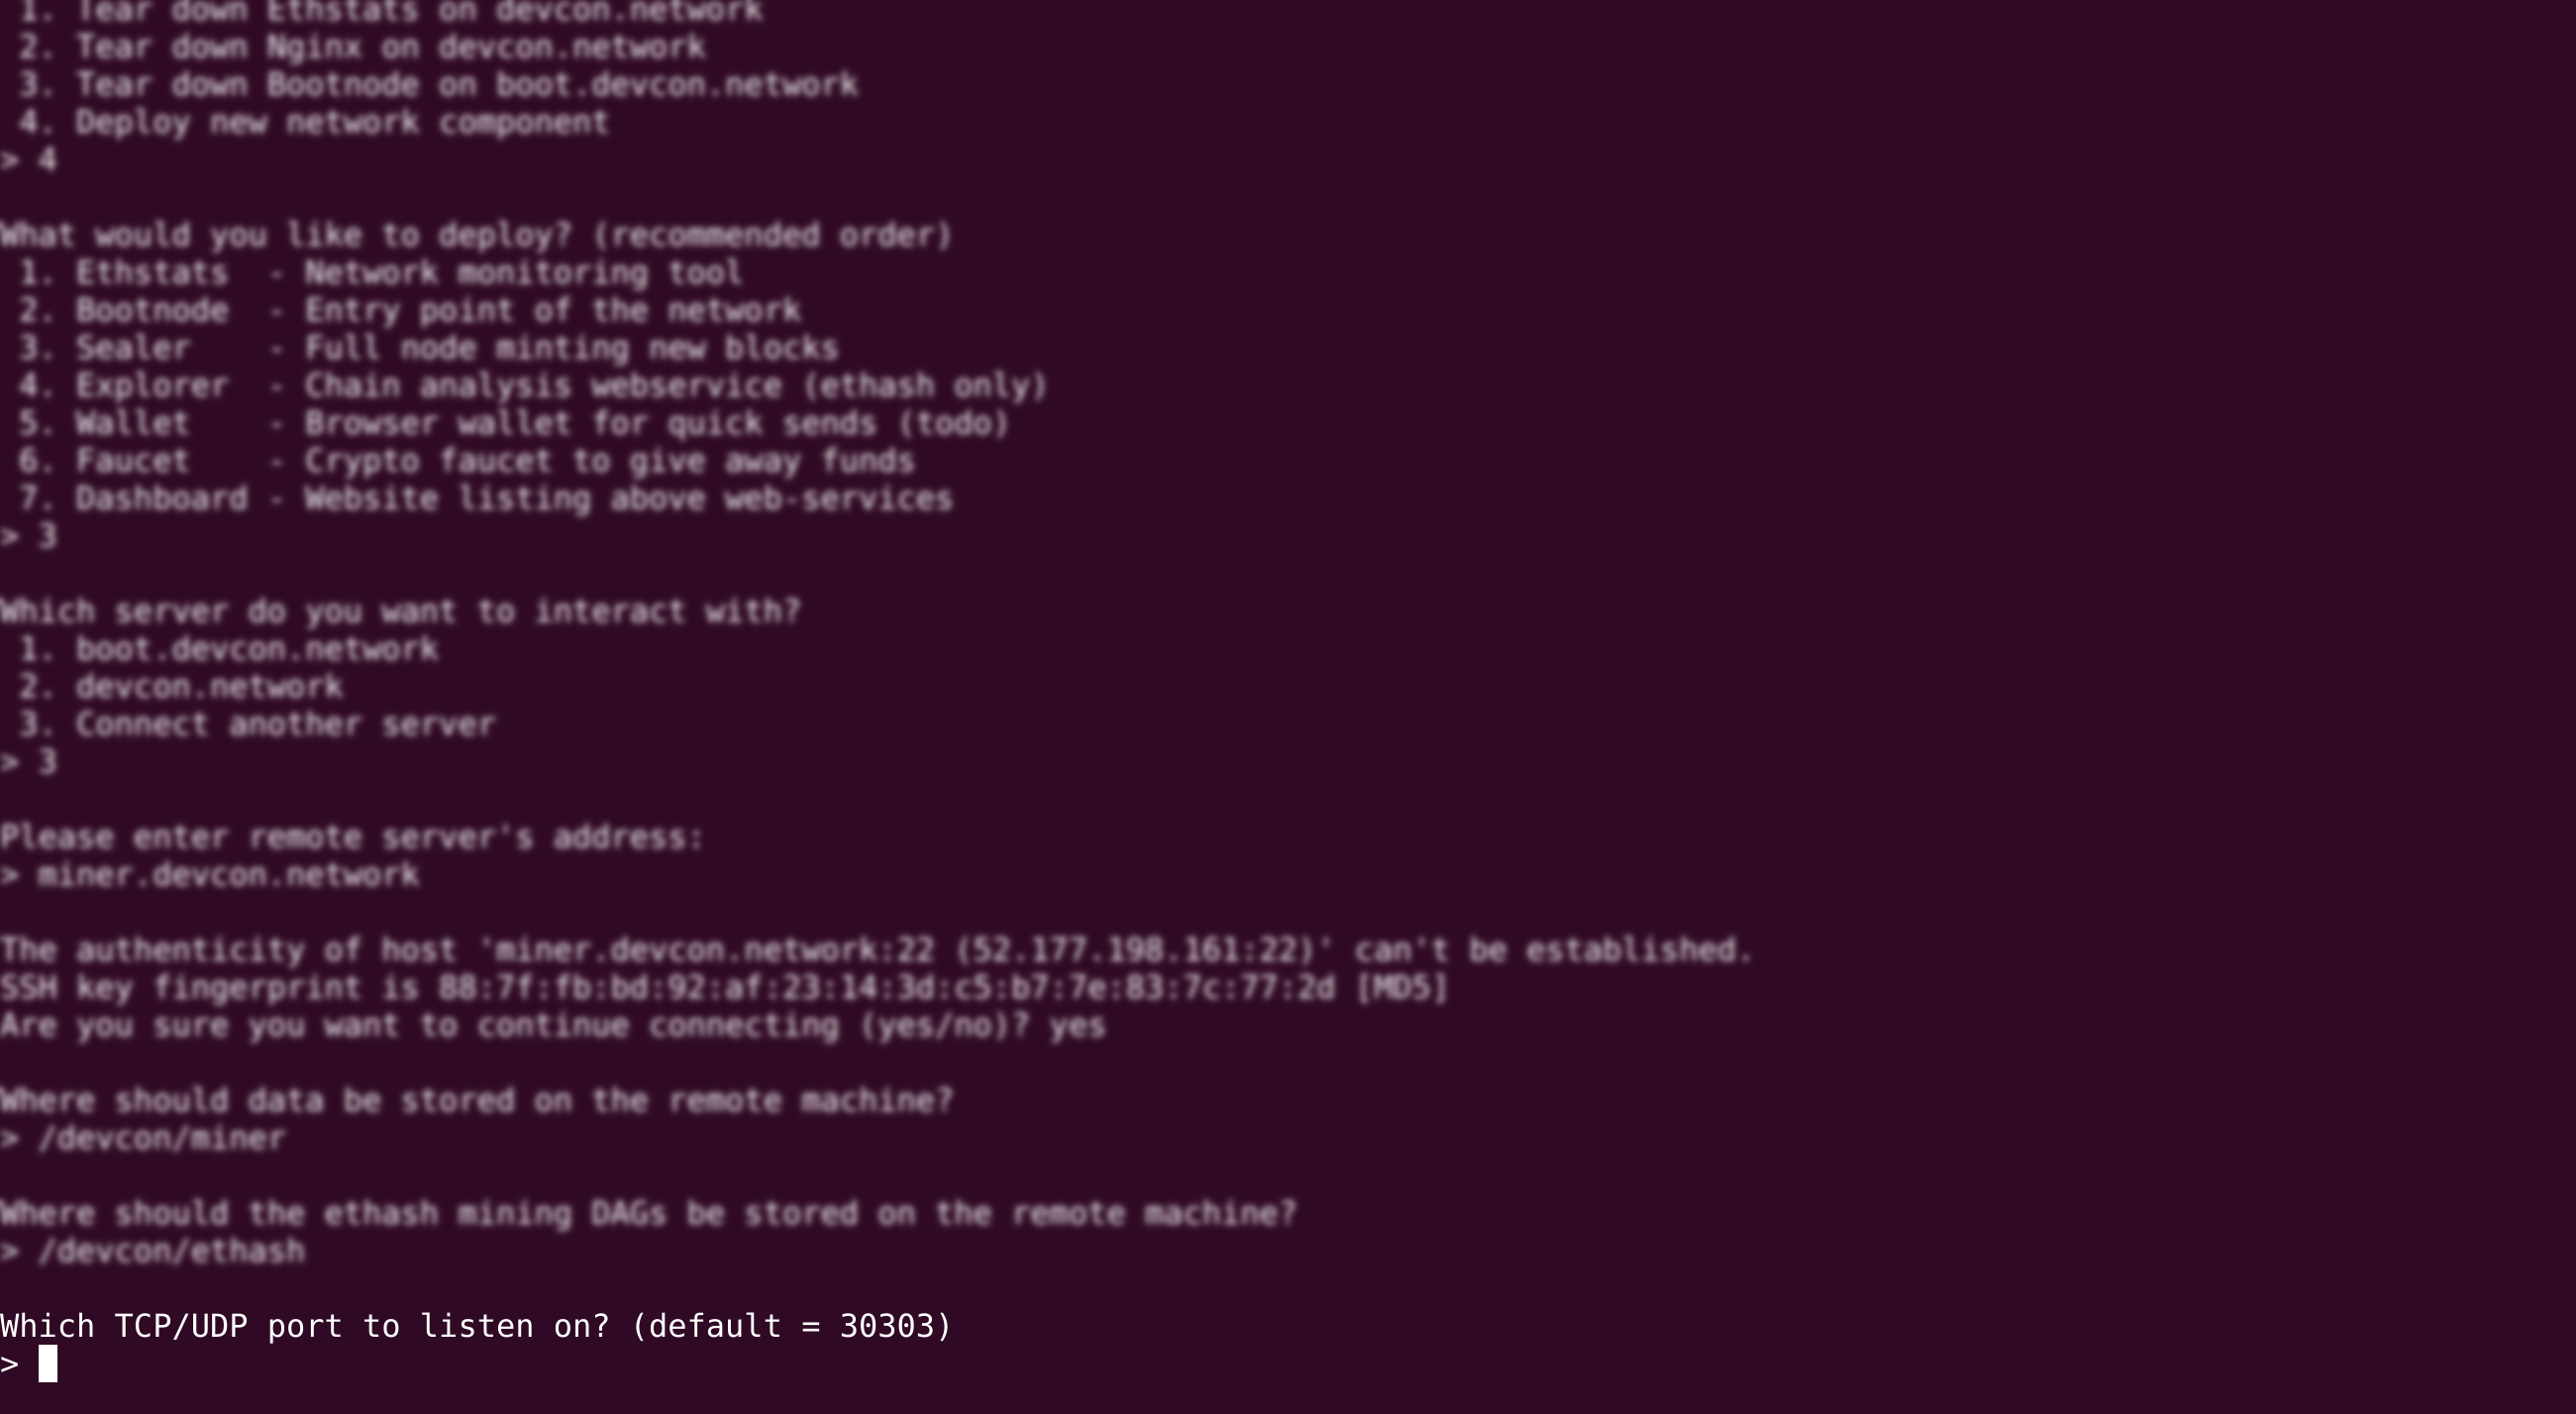 1. Tear down Ethstats on devcon.network
2. Tear down Nginx on devcon.network
3. Tear down Bootnode on boot.devcon.network
4. Deploy new network component
> 4
What would you like to deploy? (recommended order)
1. Ethstats - Network monitoring tool
2. Bootnode - Entry point of the network
3. Sealer - Full node minting new blocks
4. Explorer - Chain analysis webservice (ethash only)
5. Wallet - Browser wallet for quick sends (todo)
6. Faucet - Crypto faucet to give away funds
7. Dashboard - Website listing above web-services
> 3
Which server do you want to interact with?
1. boot.devcon.network
2. devcon.network
3. Connect another server
> 3
Please enter remote server's address:
> miner.devcon.network
The authenticity of host 'miner.devcon.network:22 (52.177.198.161:22)' can't be established.
SSH key fingerprint is 88:7f:fb:bd:92:af:23:14:3d:c5:b7:7e:83:7c:77:2d [MD5]
Are you sure you want to continue connecting (yes/no)? yes
Where should data be stored on the remote machine?
> /devcon/miner
Where should the ethash mining DAGs be stored on the remote machine?
> /devcon/ethash
Which TCP/UDP port to listen on? (default = 30303)
>